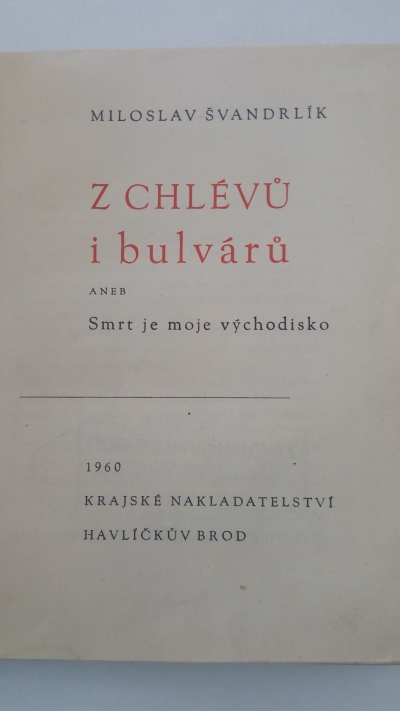 MILOSLAV ŠVANDRLÍK
Z CHLÉVŮ
i bulvárů
ANEB
Smrt je moje východisko
1960
KRAJSKÉ NAKLADATELSTVÍ
HAVLÍČKŮV BROD